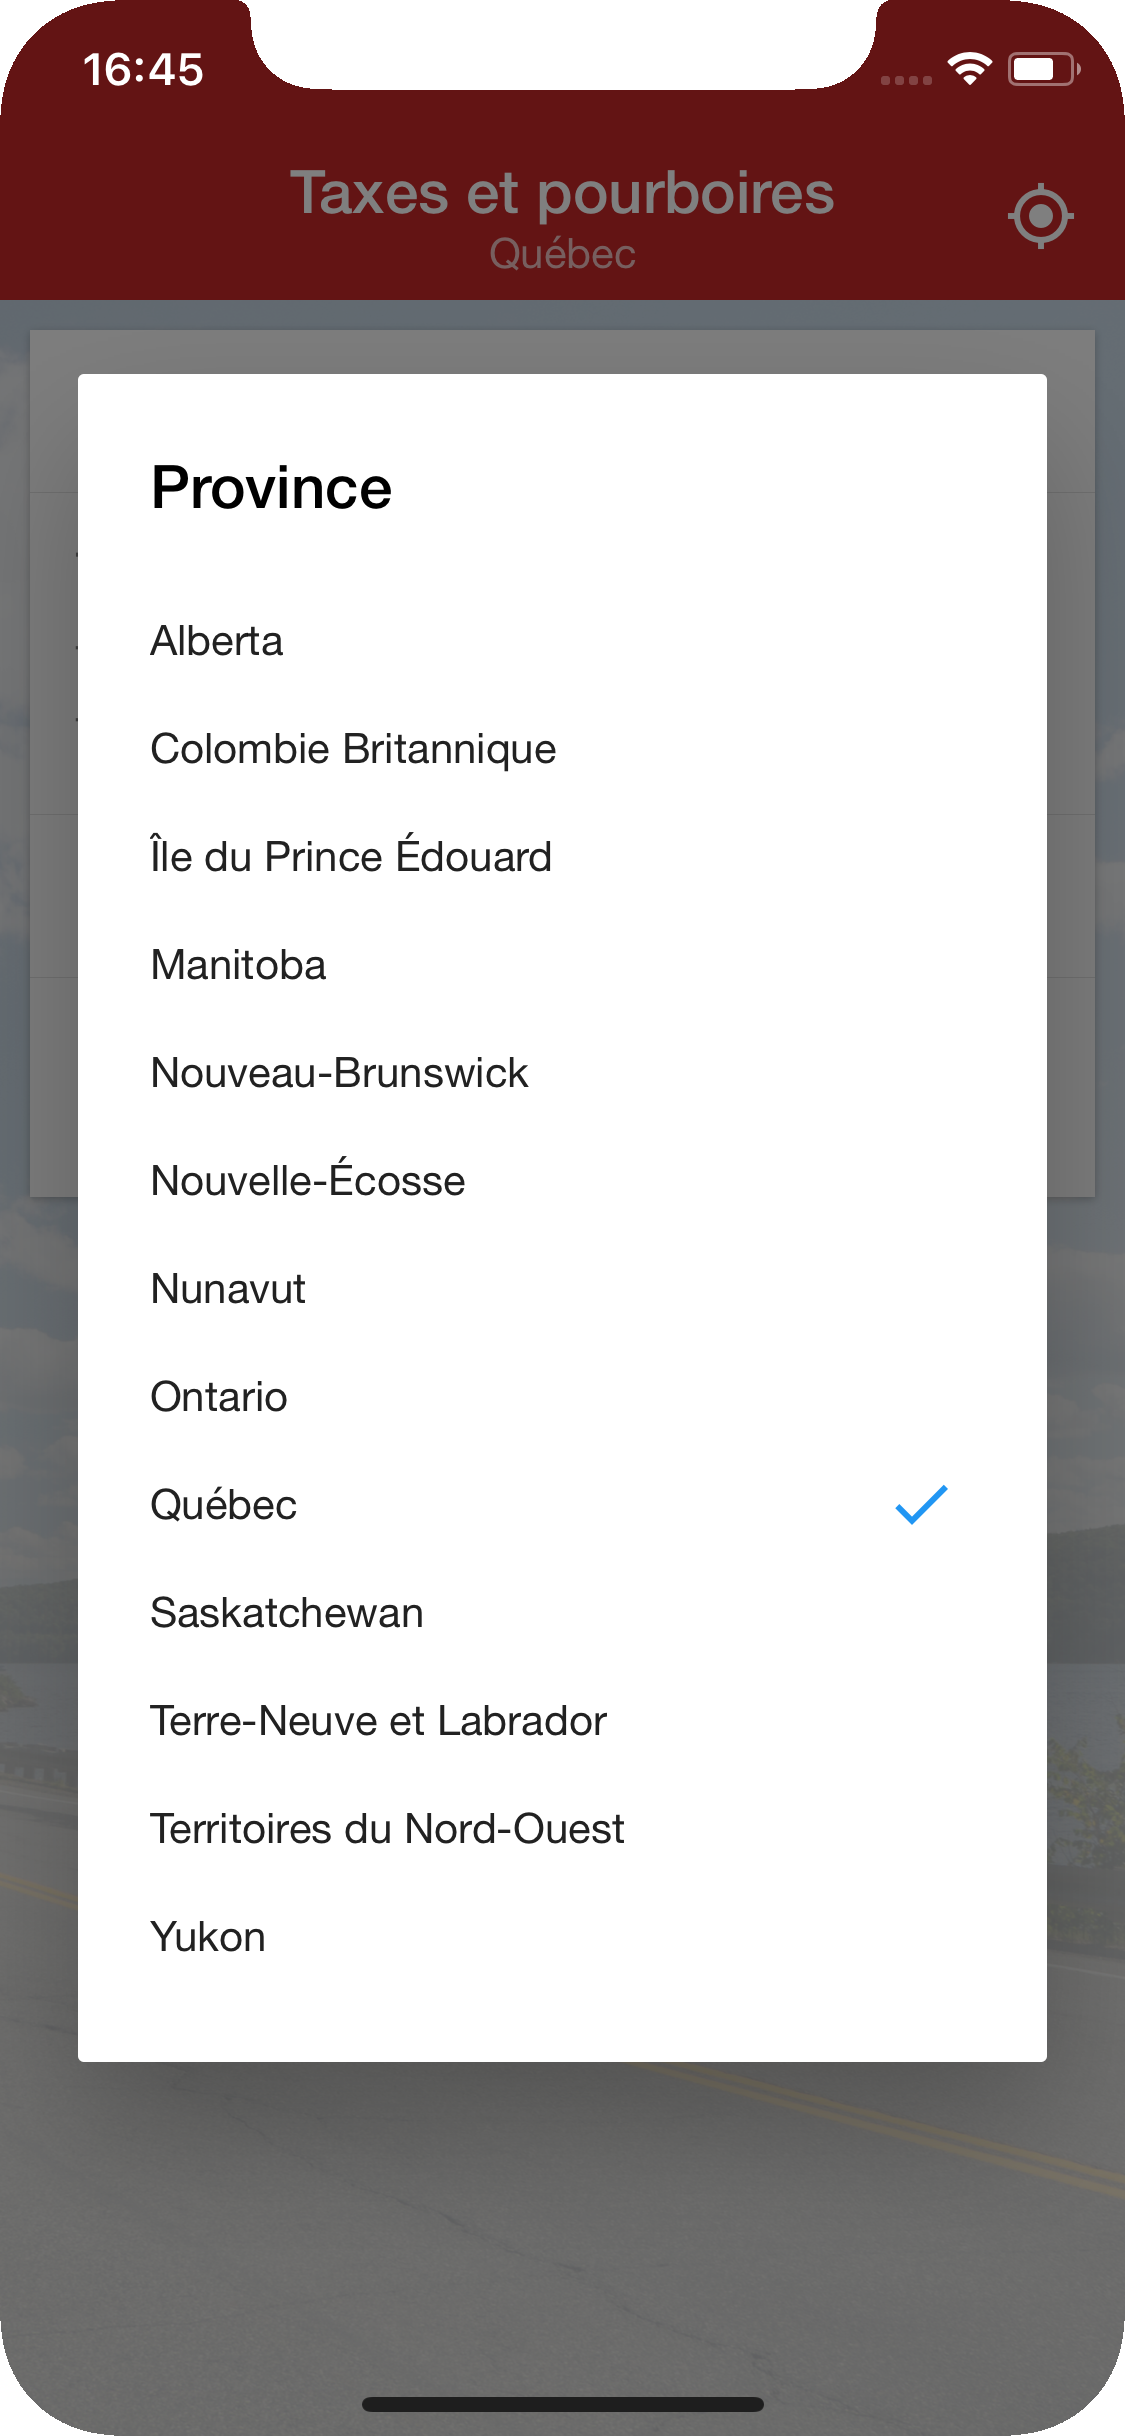 16:45
Taxes et pourboires
Québec
Province
Alberta
Colombie Britannique
Île du Prince Édouard
Manitoba
Nouveau-Brunswick
Nouvelle-Écosse
Nunavut
Ontario
Québec
Saskatchewan
Terre-Neuve et Labrador
Territoires du Nord-Ouest
Yukon